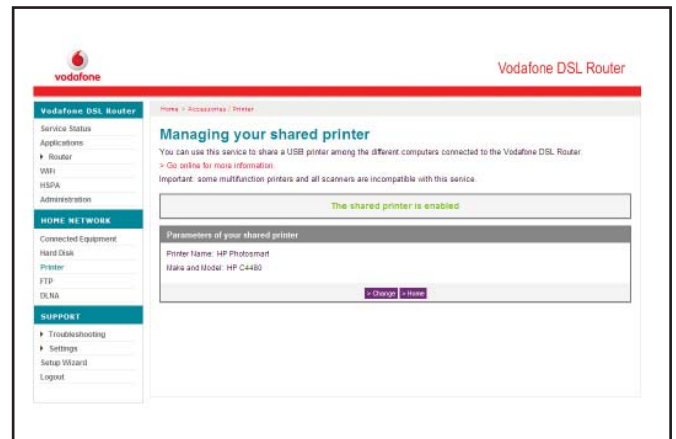 vodafone
Vodafone DSL Router
Vodafone DSL Router
Service Status
Applications
Router
WiFi
HSPA
Administration
HOME NETWORK
Connected Equipment
Hard Disk
Printer
FTP
DLNA
SUPPORT
Troubleshooting
Settings
Setup Wizard
Logout
Home > Accessories / Printer
Managing your shared printer
You can use this service to share a USB printer among the different computers connected to the Vodafone DSL Router.
> Go online for more information.
Important: some multifunction printers and all scanners are incompatible with this service.
The shared printer is enabled
Parameters of your shared printer
Printer Name: HP Photosmart
Make and Model: HP C4480
> Change > Home